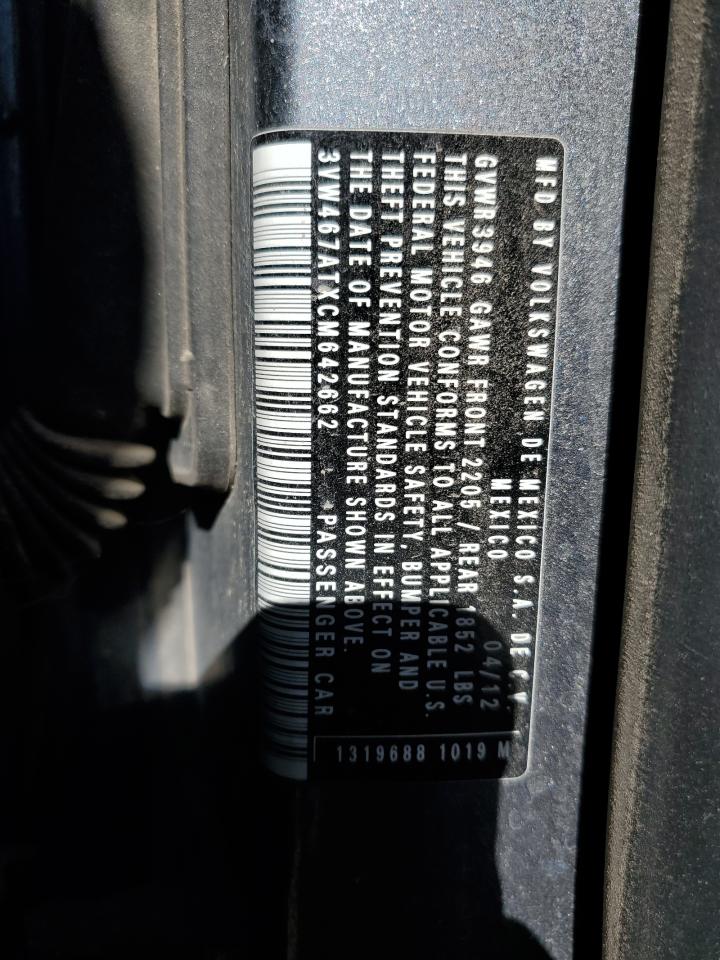 MFD BY VOLKSWAGEN DE MEXICO S.A. DE C.V.
MEXICO 04/12
GVWR 3946 GAWR FRONT 2205 / REAR 1852 LBS
THIS VEHICLE CONFORMS TO ALL APPLICABLE U.S.
FEDERAL MOTOR VEHICLE SAFETY, BUMPER AND
THEFT PREVENTION STANDARDS IN EFFECT ON
THE DATE OF MANUFACTURE SHOWN ABOVE.
3VW467ATXCM642662 PASSENGER CAR
1319688 1019 M